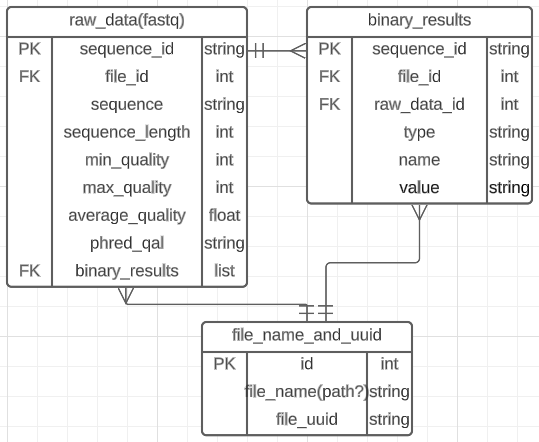 raw_data(fastq)
PK sequence_id string
FK file_id int
sequence string
sequence_length int
min_quality int
max_quality int
average_quality float
phred_qal string
FK binary_results list
binary_results
PK sequence_id string
FK file_id int
FK raw_data_id int
type string
name string
value string
file_name_and_uuid
PK id int
file_name(path?) string
file_uuid string